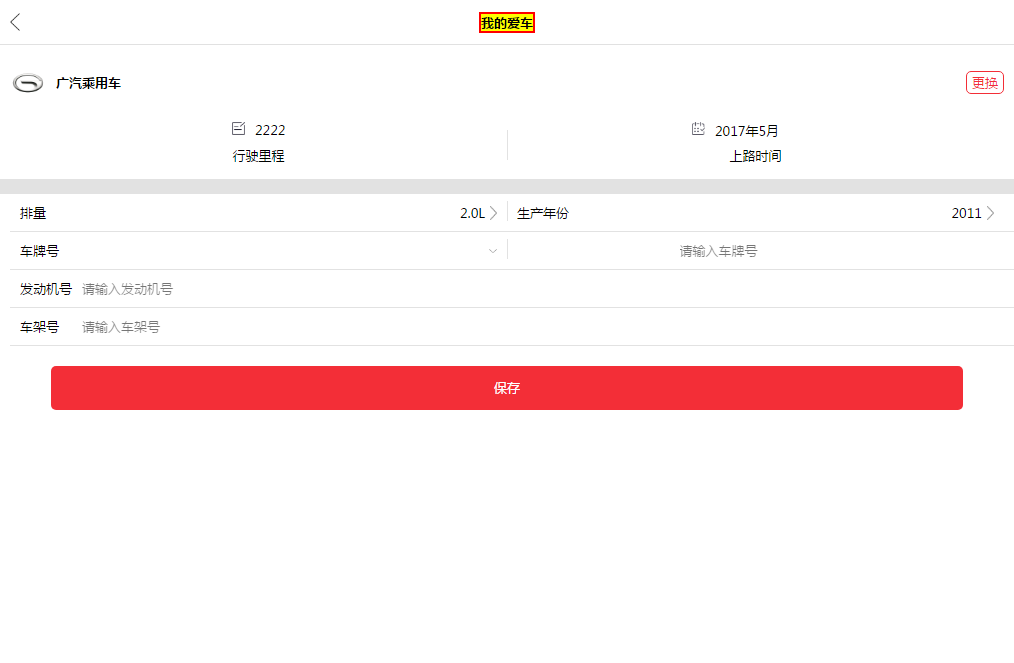 我的爱车
广汽乘用车 更换
2222 2017年5月
行驶里程 上路时间
排量 2.0L 生产年份 2011
车牌号 请输入车牌号
发动机号 请输入发动机号
车架号 请输入车架号
保存